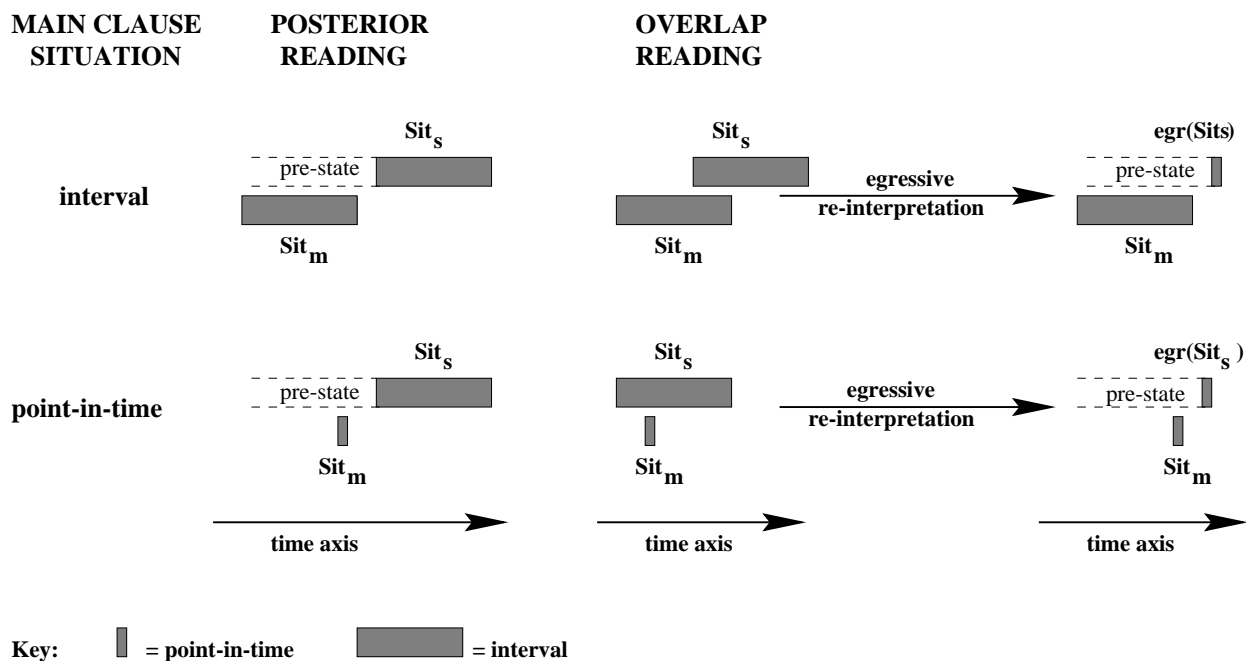 MAIN CLAUSE SITUATION
POSTERIOR READING
OVERLAP READING
interval
Sit_s
pre-state
Sit_m
Sit_s
Sit_m
egressive
re-interpretation
egr(Sits)
pre-state
Sit_m
point-in-time
Sit_s
pre-state
Sit_m
Sit_s
Sit_m
egressive
re-interpretation
egr(Sit_s )
pre-state
Sit_m
time axis
time axis
time axis
Key: = point-in-time = interval